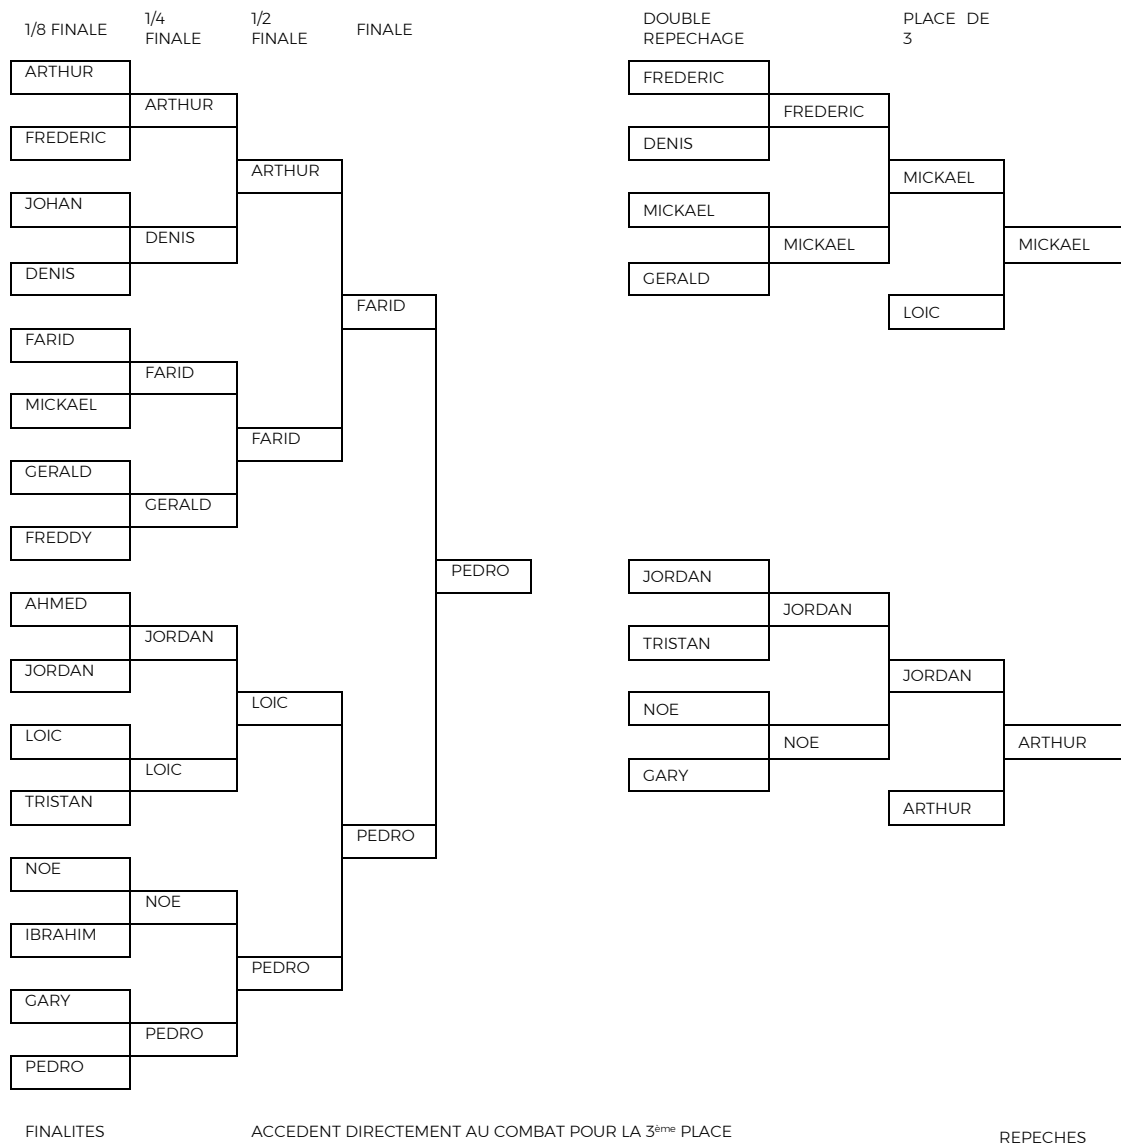 1/8 FINALE
1/4
FINALE
1/2
FINALE
FINALE
ARTHUR
FREDERIC
JOHAN
DENIS
FARID
MICKAEL
GERALD
FREDDY
AHMED
JORDAN
LOIC
TRISTAN
NOE
IBRAHIM
GARY
PEDRO
ARTHUR
DENIS
FARID
GERALD
JORDAN
LOIC
NOE
PEDRO
ARTHUR
FARID
LOIC
PEDRO
FARID
PEDRO
PEDRO
DOUBLE
REPECHAGE
PLACE DE
3
FREDERIC
DENIS
MICKAEL
GERALD
FREDERIC
MICKAEL
MICKAEL
LOIC
MICKAEL
JORDAN
TRISTAN
NOE
GARY
JORDAN
NOE
JORDAN
ARTHUR
ARTHUR
FINALITES
ACCEDENT DIRECTEMENT AU COMBAT POUR LA 3ème PLACE
REPECHES